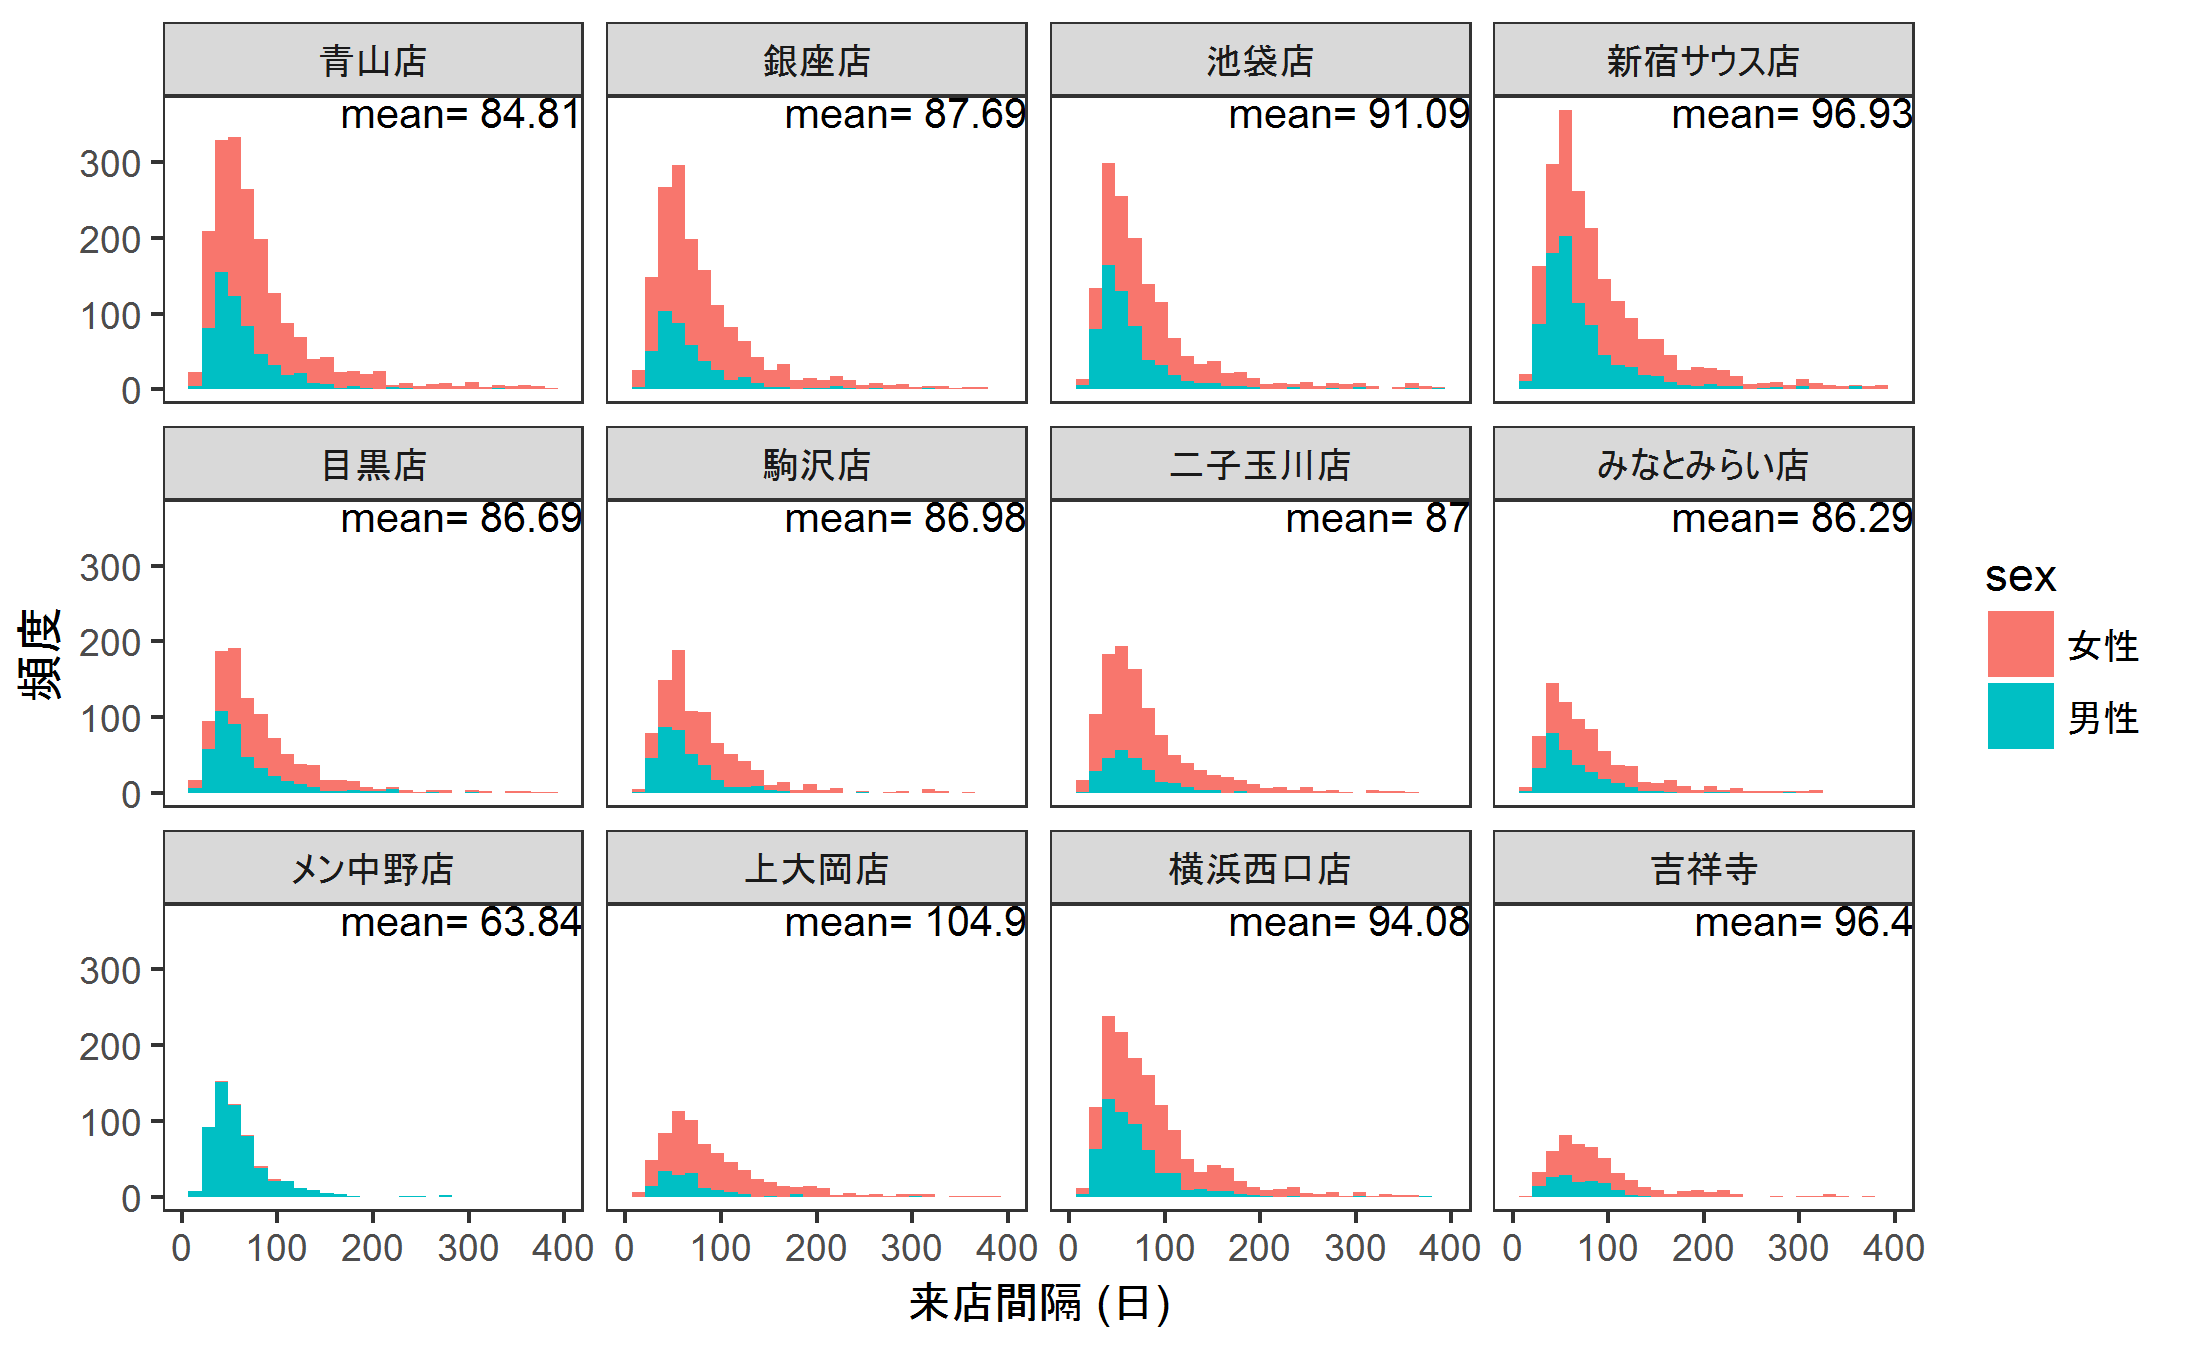 青山店 銀座店 池袋店 新宿サウス店
mean= 84.81 mean= 87.69 mean= 91.09 mean= 96.93
300
200
100
0
目黒店 駒沢店 二子玉川店 みなとみらい店
mean= 86.69 mean= 86.98 mean= 87 mean= 86.29
300
200
100
0
メン中野店 上大岡店 横浜西口店 吉祥寺
mean= 63.84 mean= 104.9 mean= 94.08 mean= 96.4
300
200
100
0
0 100 200 300 400 0 100 200 300 400 0 100 200 300 400 0 100 200 300 400
来店間隔 (日)
頻度
sex
女性
男性